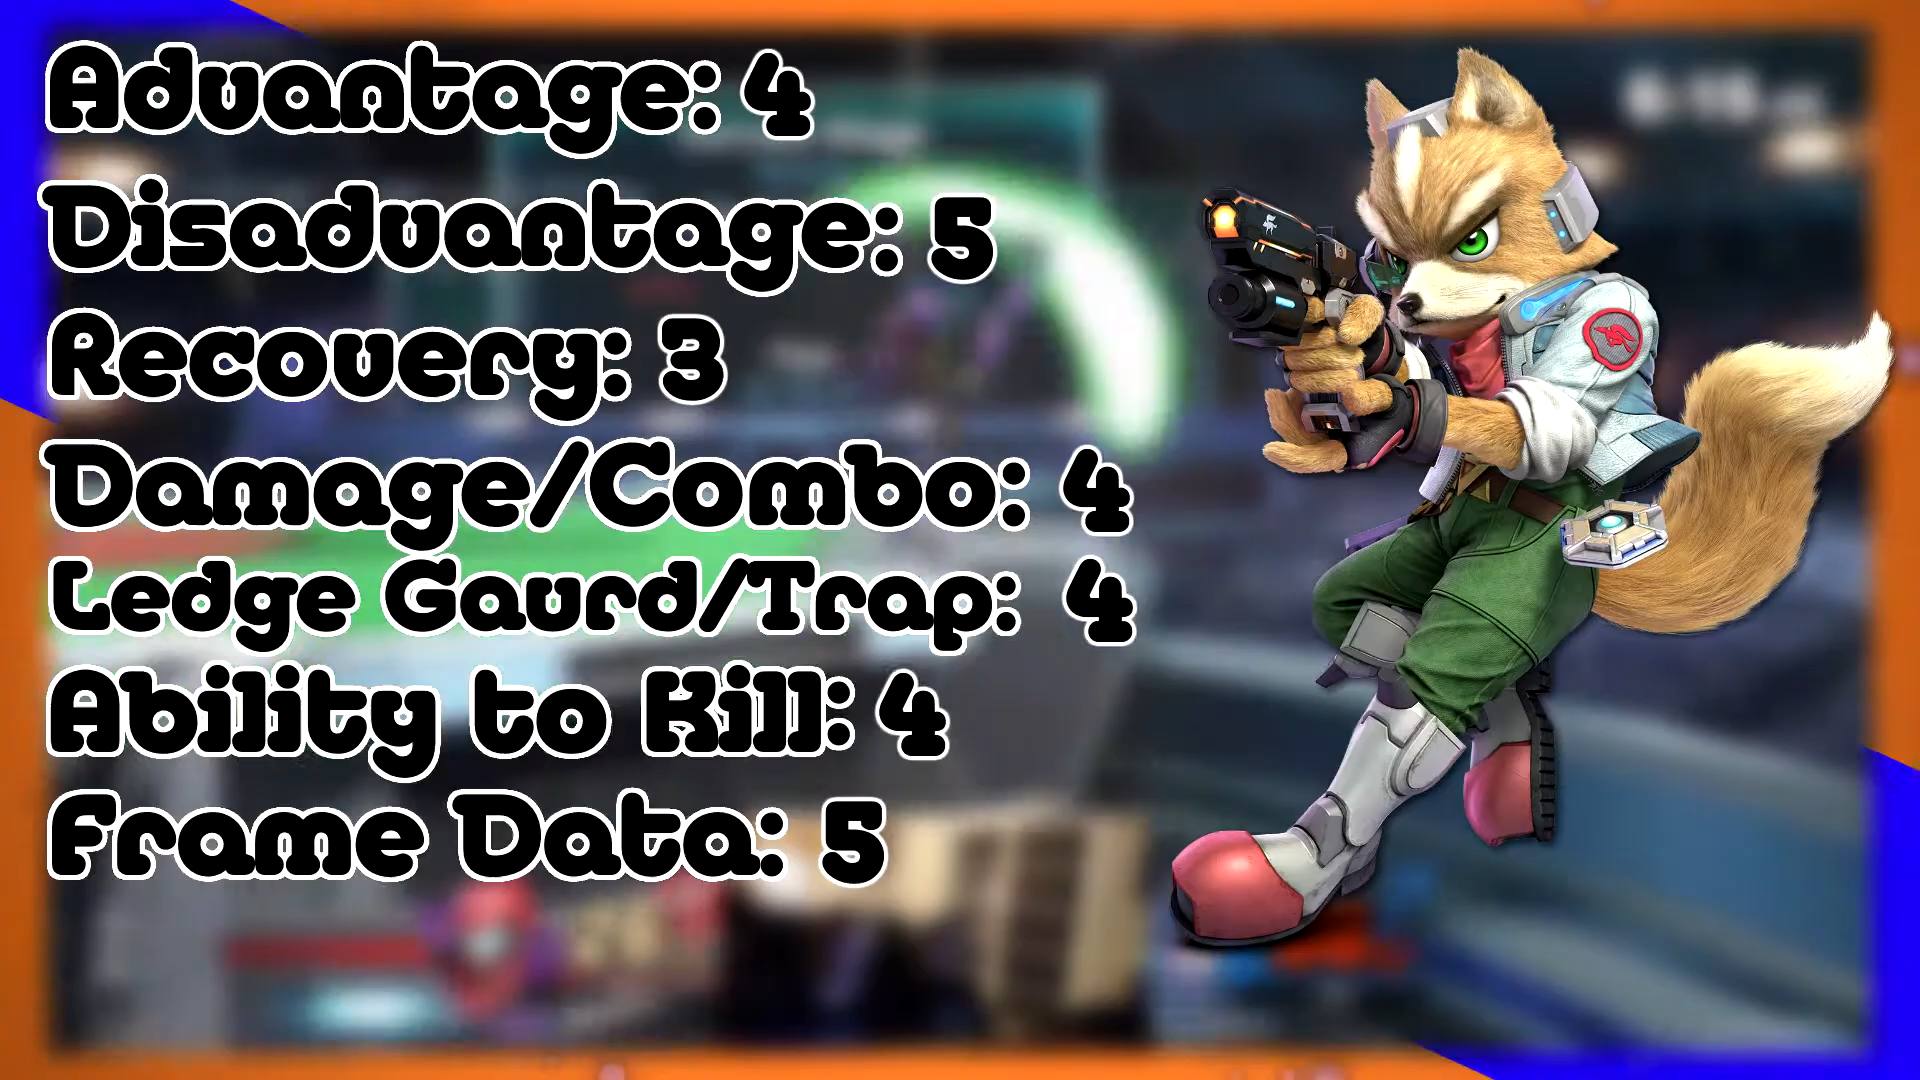 Advantage: 4
Disadvantage: 5
Recovery: 3
Damage/Combo: 4
Ledge Gaurd/Trap: 4
Ability to Kill: 4
Frame Data: 5